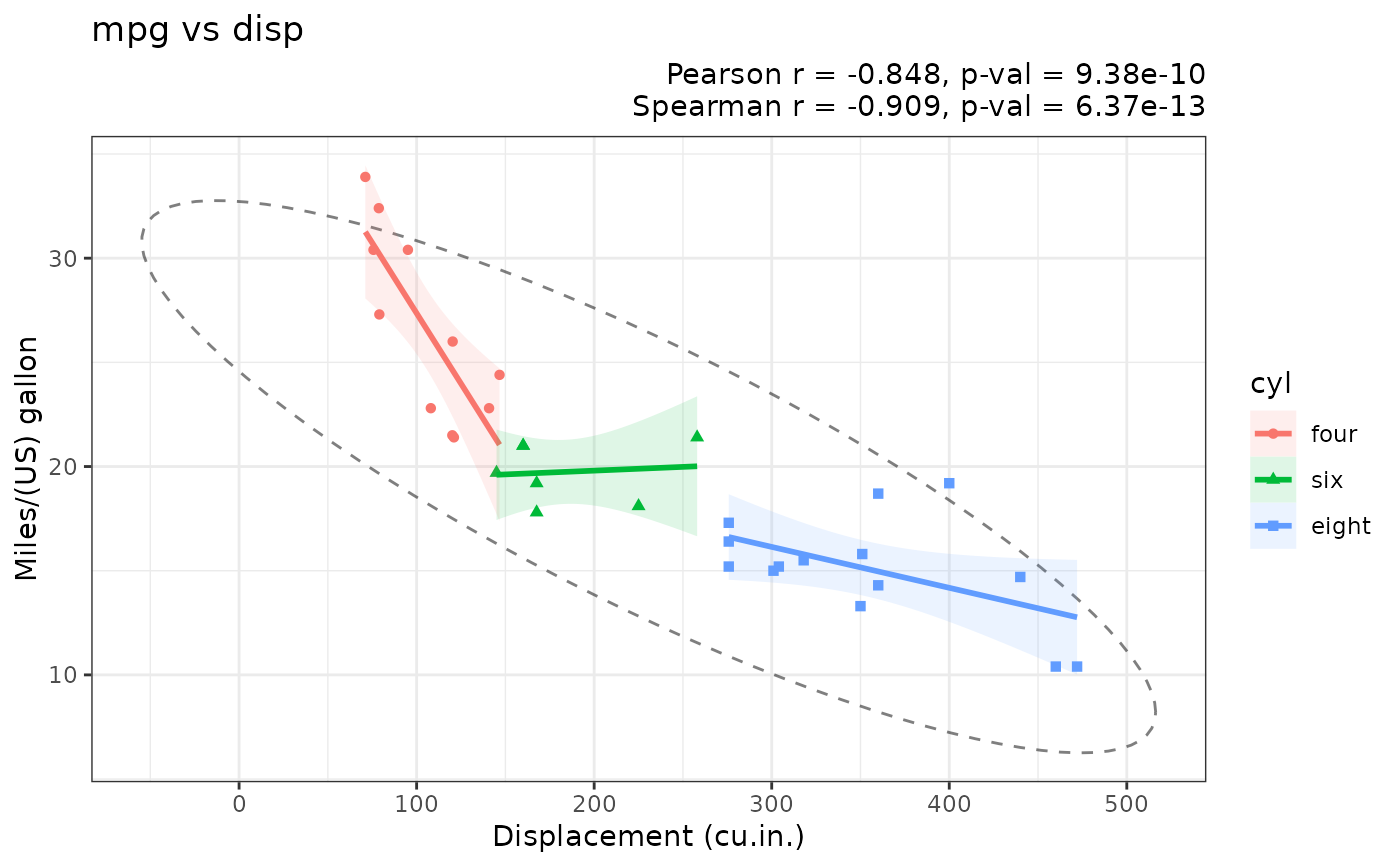 mpg vs disp
Pearson r = -0.848, p-val = 9.38e-10
Spearman r = -0.909, p-val = 6.37e-13
Miles/(US) gallon
30
20
10
0
100
200
300
400
500
Displacement (cu.in.)
cyl
four
six
eight